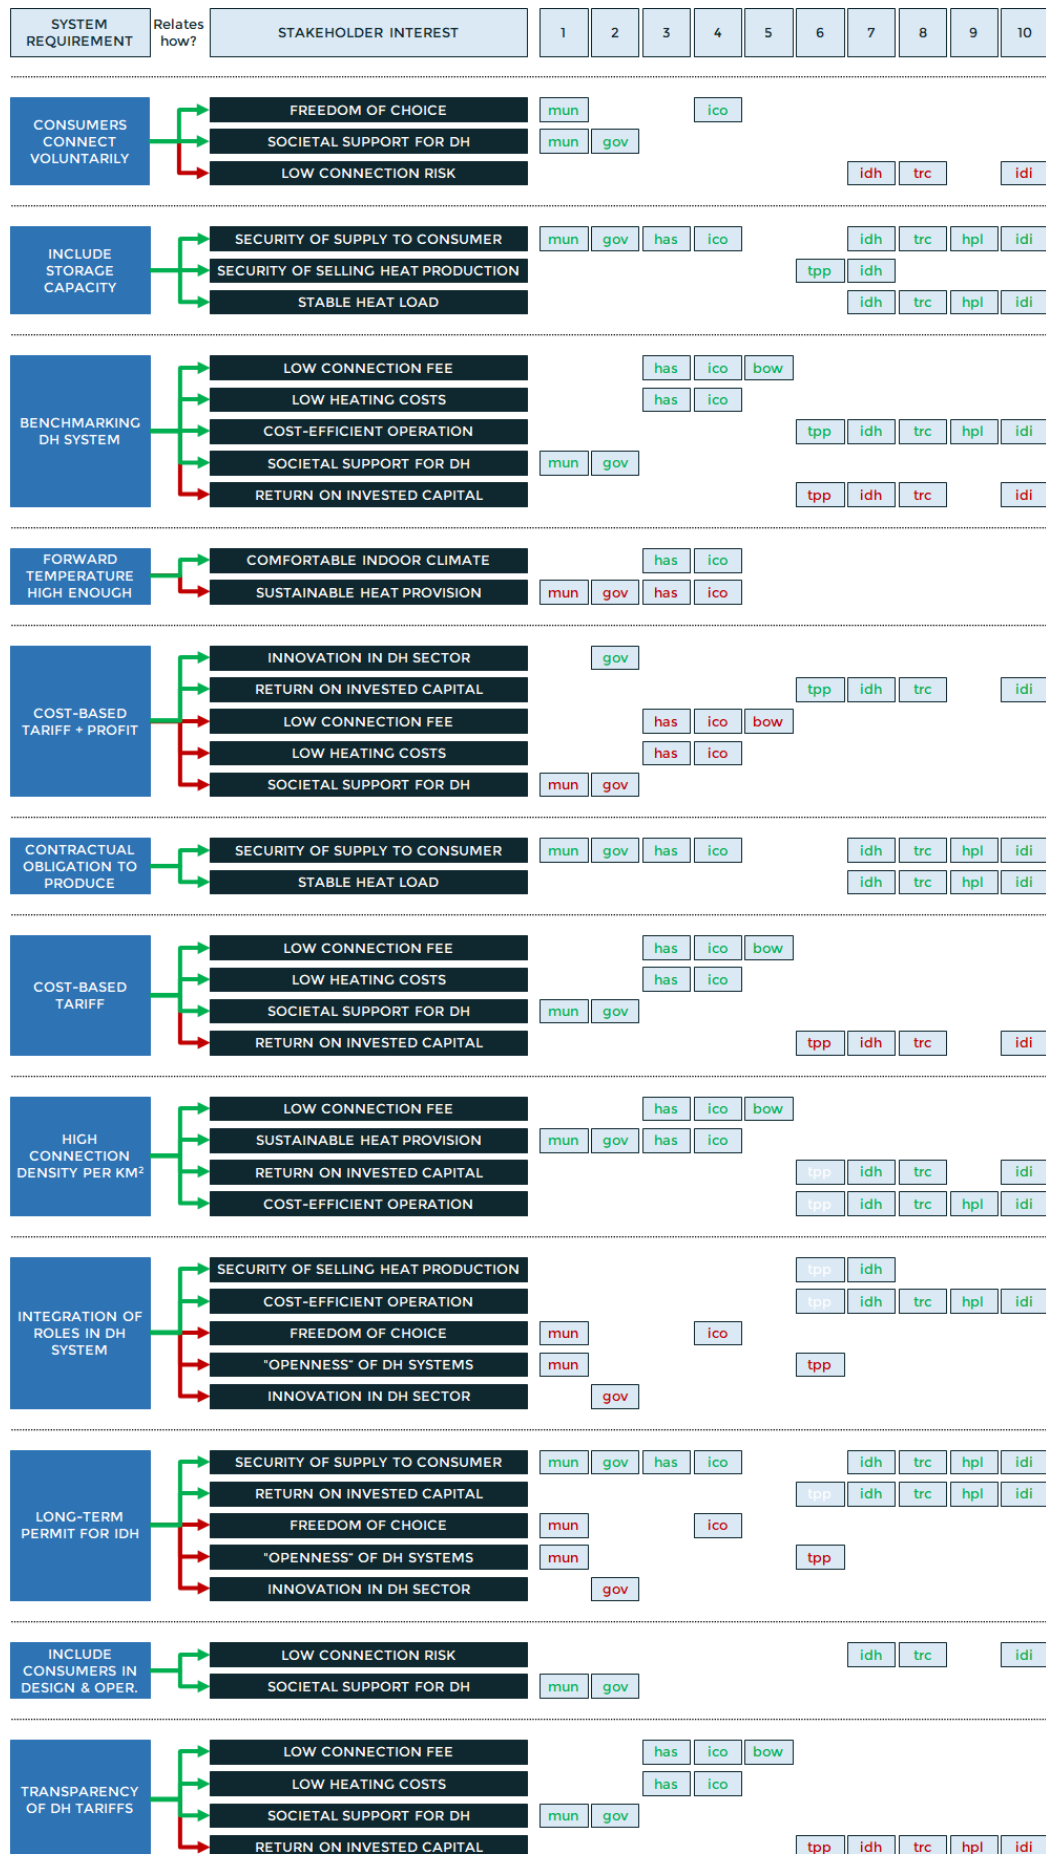 SYSTEM REQUIREMENT Relates how? STAKEHOLDER INTEREST 1 2 3 4 5 6 7 8 9 10
CONSUMERS CONNECT VOLUNTARILY
FREEDOM OF CHOICE mun ico
SOCIETAL SUPPORT FOR DH mun gov
LOW CONNECTION RISK idh trc idi
INCLUDE STORAGE CAPACITY
SECURITY OF SUPPLY TO CONSUMER mun gov has ico idh trc hpl idi
SECURITY OF SELLING HEAT PRODUCTION tpp idh
STABLE HEAT LOAD idh trc hpl idi
BENCHMARKING DH SYSTEM
LOW CONNECTION FEE has ico bow
LOW HEATING COSTS has ico
COST-EFFICIENT OPERATION tpp idh trc hpl idi
SOCIETAL SUPPORT FOR DH mun gov
RETURN ON INVESTED CAPITAL tpp idh trc idi
FORWARD TEMPERATURE HIGH ENOUGH
COMFORTABLE INDOOR CLIMATE has ico
SUSTAINABLE HEAT PROVISION mun gov has ico
COST-BASED TARIFF + PROFIT
INNOVATION IN DH SECTOR gov
RETURN ON INVESTED CAPITAL tpp idh trc idi
LOW CONNECTION FEE has ico bow
LOW HEATING COSTS has ico
SOCIETAL SUPPORT FOR DH mun gov
CONTRACTUAL OBLIGATION TO PRODUCE
SECURITY OF SUPPLY TO CONSUMER mun gov has ico idh trc hpl idi
STABLE HEAT LOAD idh trc hpl idi
COST-BASED TARIFF
LOW CONNECTION FEE has ico bow
LOW HEATING COSTS has ico
SOCIETAL SUPPORT FOR DH mun gov
RETURN ON INVESTED CAPITAL tpp idh trc idi
HIGH CONNECTION DENSITY PER KM²
LOW CONNECTION FEE has ico bow
SUSTAINABLE HEAT PROVISION mun gov has ico
RETURN ON INVESTED CAPITAL tpp idh trc idi
COST-EFFICIENT OPERATION tpp idh trc hpl idi
INTEGRATION OF ROLES IN DH SYSTEM
SECURITY OF SELLING HEAT PRODUCTION tpp idh
COST-EFFICIENT OPERATION tpp idh trc hpl idi
FREEDOM OF CHOICE mun ico
"OPENNESS" OF DH SYSTEMS mun tpp
INNOVATION IN DH SECTOR gov
LONG-TERM PERMIT FOR IDH
SECURITY OF SUPPLY TO CONSUMER mun gov has ico idh trc hpl idi
RETURN ON INVESTED CAPITAL tpp idh trc hpl idi
FREEDOM OF CHOICE mun ico
"OPENNESS" OF DH SYSTEMS mun tpp
INNOVATION IN DH SECTOR gov
INCLUDE CONSUMERS IN DESIGN & OPER.
LOW CONNECTION RISK idh trc idi
SOCIETAL SUPPORT FOR DH mun gov
TRANSPARENCY OF DH TARIFFS
LOW CONNECTION FEE has ico bow
LOW HEATING COSTS has ico
SOCIETAL SUPPORT FOR DH mun gov
RETURN ON INVESTED CAPITAL tpp idh trc hpl idi